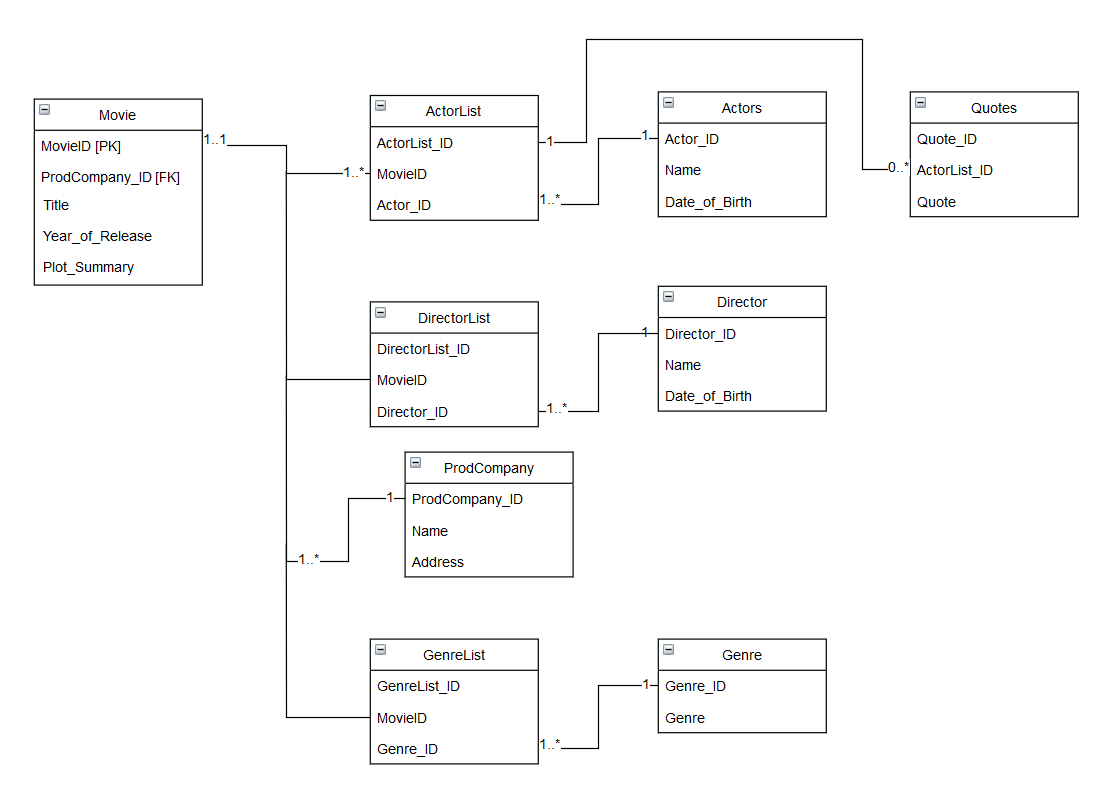 Movie
MovieID [PK]
ProdCompany_ID [FK]
Title
Year_of_Release
Plot_Summary
1..1
1..*
ActorList
ActorList_ID
MovieID
Actor_ID
1
1..*
1
Actors
Actor_ID
Name
Date_of_Birth
0..*
Quotes
Quote_ID
ActorList_ID
Quote
DirectorList
DirectorList_ID
MovieID
Director_ID
1..*
1
Director
Director_ID
Name
Date_of_Birth
1..*
1
ProdCompany
ProdCompany_ID
Name
Address
GenreList
GenreList_ID
MovieID
Genre_ID
1..*
1
Genre
Genre_ID
Genre